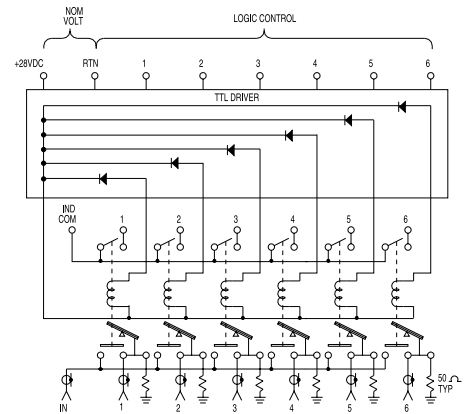 NOM
VOLT
LOGIC CONTROL
+28VDC RTN 1 2 3 4 5 6
TTL DRIVER
IND
COM
1 2 3 4 5 6
50 Ω
TYP
IN 1 2 3 4 5 6